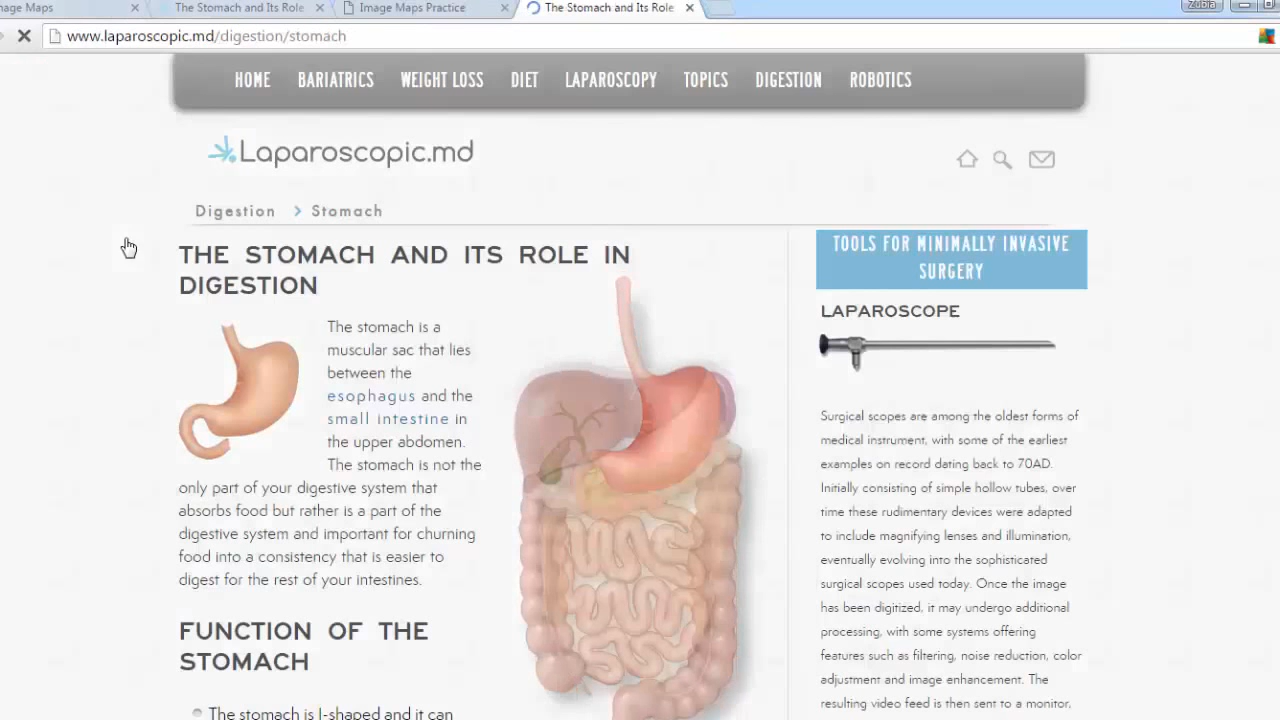 mage Maps
The Stomach and Its Role
Image Maps Practice
The Stomach and Its Role
Zubia
www.laparoscopic.md/digestion/stomach
HOME BARIATRICS WEIGHT LOSS DIET LAPAROSCOPY TOPICS DIGESTION ROBOTICS
Laparoscopic.md
Digestion > Stomach
THE STOMACH AND ITS ROLE IN
DIGESTION
The stomach is a
muscular sac that lies
between the
esophagus and the
small intestine in
the upper abdomen.
The stomach is not the
only part of your digestive system that
absorbs food but rather is a part of the
digestive system and important for churning
food into a consistency that is easier to
digest for the rest of your intestines.
FUNCTION OF THE
STOMACH
The stomach is J-shaped and it can
TOOLS FOR MINIMALLY INVASIVE
SURGERY
LAPAROSCOPE
Surgical scopes are among the oldest forms of
medical instrument, with some of the earliest
examples on record dating back to 70AD.
Initially consisting of simple hollow tubes, over
time these rudimentary devices were adapted
to include magnifying lenses and illumination,
eventually evolving into the sophisticated
surgical scopes used today. Once the image
has been digitized, it may undergo additional
processing, with some systems offering
features such as filtering, noise reduction, color
adjustment and image enhancement. The
resulting video feed is then sent to a monitor,